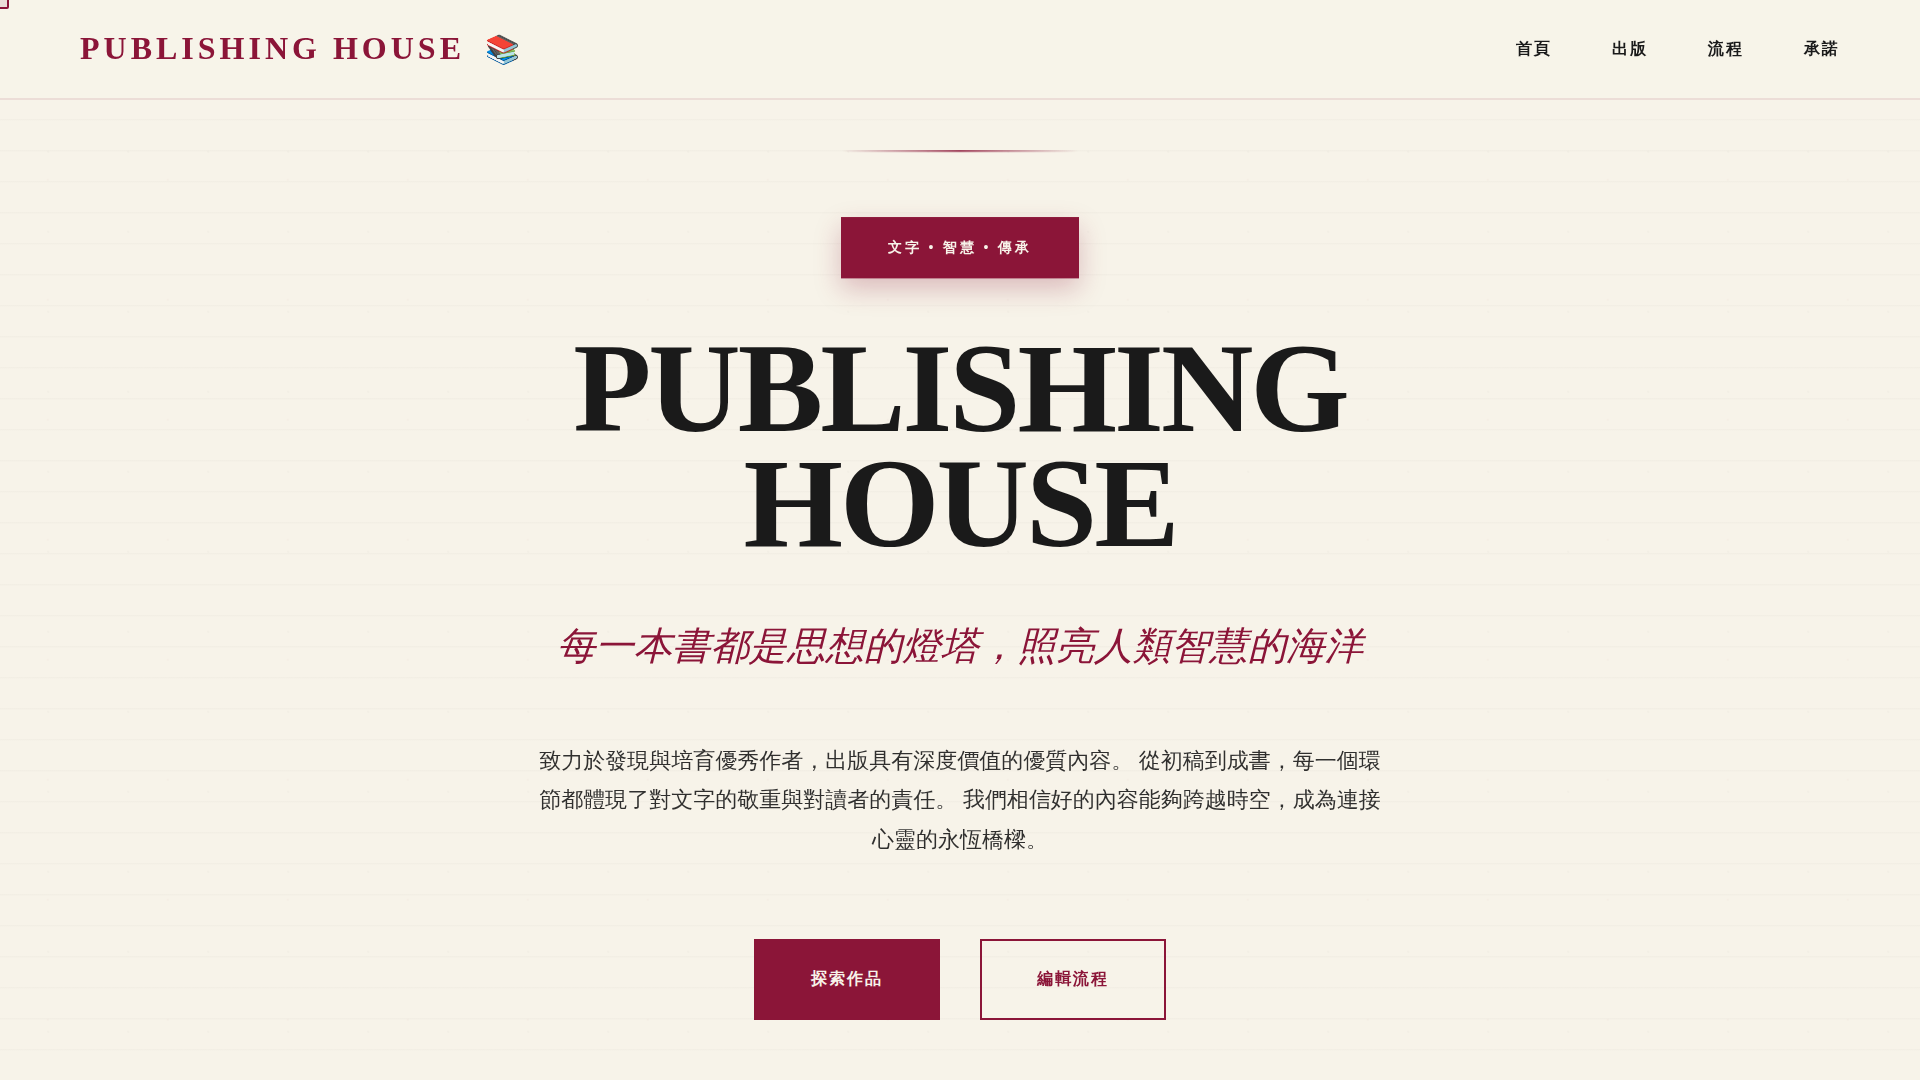 PUBLISHING HOUSE 📚
首頁
出版
流程
承諾
文字 • 智慧 • 傳承
PUBLISHING
HOUSE
每一本書都是思想的燈塔，照亮人類智慧的海洋
致力於發現與培育優秀作者，出版具有深度價值的優質內容。 從初稿到成書，每一個環
節都體現了對文字的敬重與對讀者的責任。 我們相信好的內容能夠跨越時空，成為連接
心靈的永恆橋樑。
探索作品
編輯流程